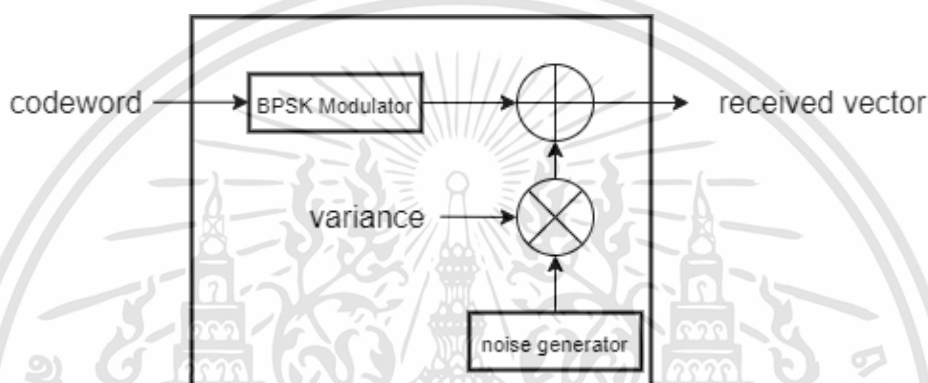 codeword
BPSK Modulator
received vector
variance
noise generator